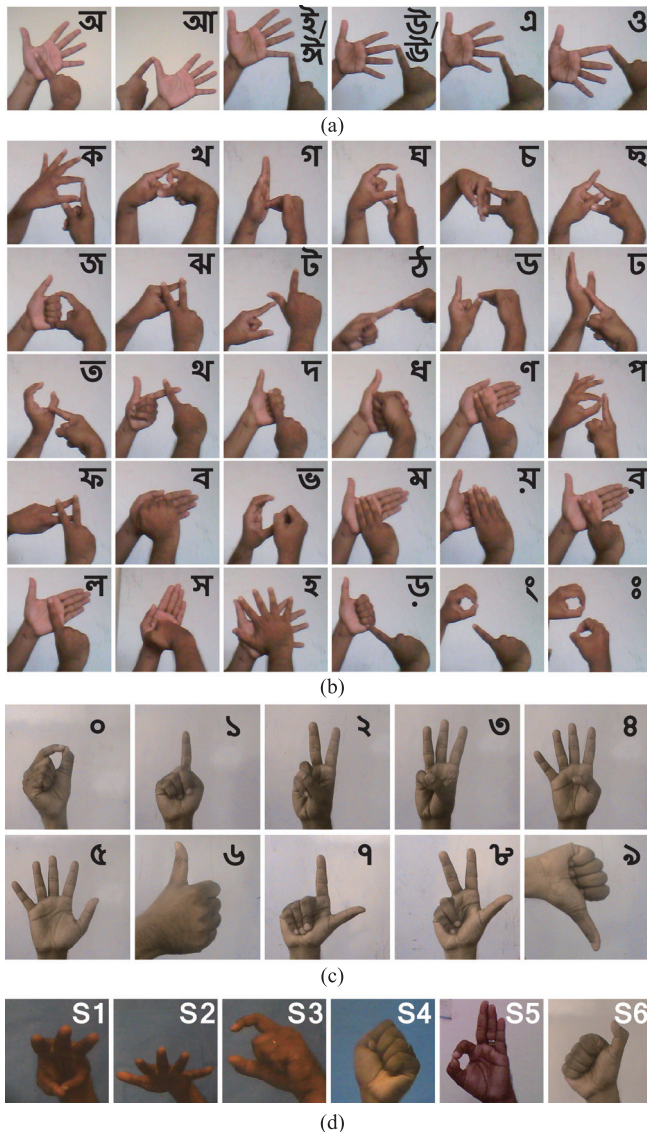 অ আ ই/ঈ উ/ঊ এ ও
(a)
ক খ গ ঘ চ ছ
জ ঝ ট ঠ ড ঢ
ত থ দ ধ ণ প
ফ ব ভ ম য় র
ল স হ ড় ং ঃ
(b)
০ ১ ২ ৩ ৪
৫ ৬ ৭ ৮ ৯
(c)
S1 S2 S3 S4 S5 S6
(d)